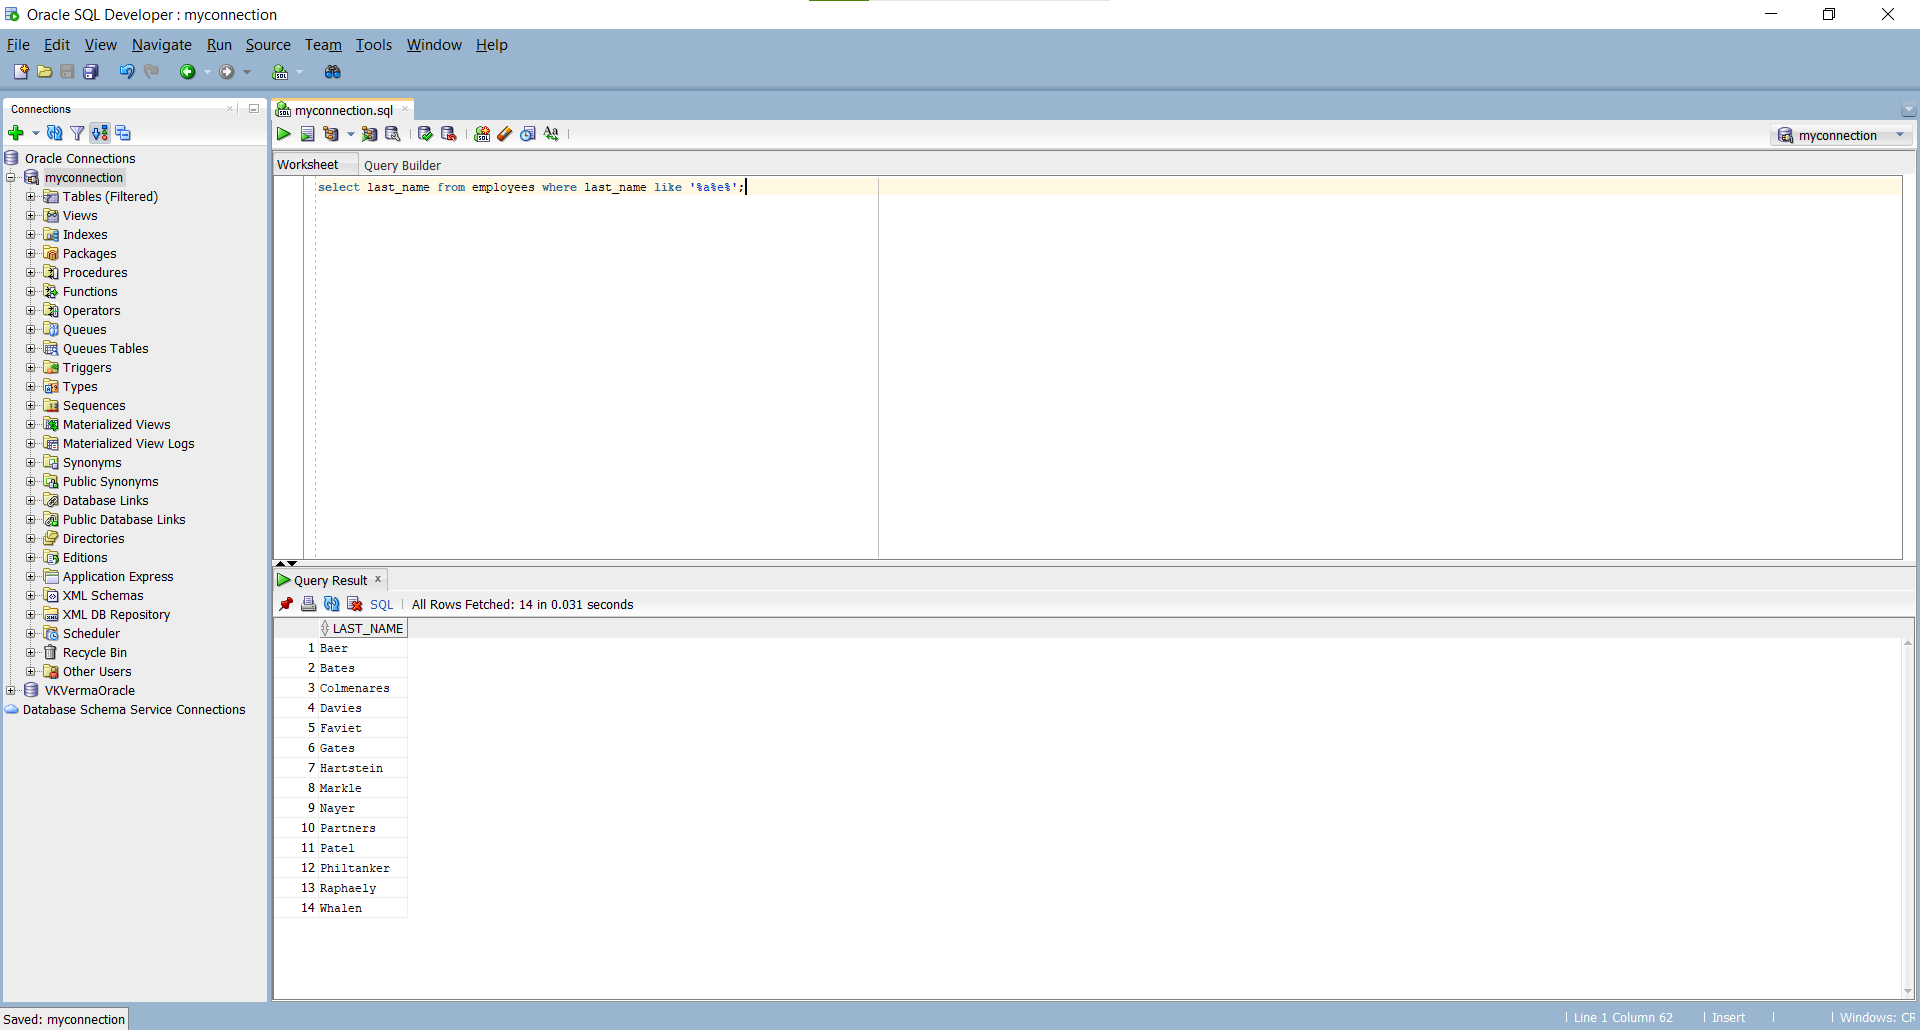 Oracle SQL Developer : myconnection
File Edit View Navigate Run Source Team Tools Window Help
Connections
Oracle Connections
myconnection
Tables (Filtered)
Views
Indexes
Packages
Procedures
Functions
Operators
Queues
Queues Tables
Triggers
Types
Sequences
Materialized Views
Materialized View Logs
Synonyms
Public Synonyms
Database Links
Public Database Links
Directories
Editions
Application Express
XML Schemas
XML DB Repository
Scheduler
Recycle Bin
Other Users
VKVermaOracle
Database Schema Service Connections
myconnection.sql
myconnection
Worksheet Query Builder
select last_name from employees where last_name like '%a%e%';
Query Result
SQL All Rows Fetched: 14 in 0.031 seconds
LAST_NAME
1 Baer
2 Bates
3 Colmenares
4 Davies
5 Faviet
6 Gates
7 Hartstein
8 Markle
9 Nayer
10 Partners
11 Patel
12 Philtanker
13 Raphaely
14 Whalen
Saved: myconnection
Line 1 Column 62 Insert Windows: CR